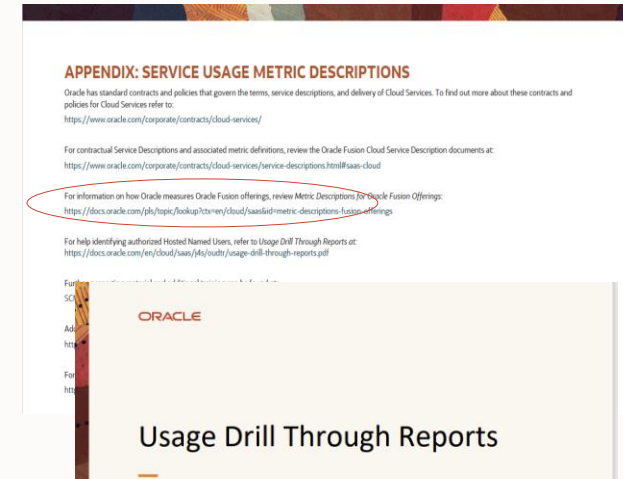 APPENDIX: SERVICE USAGE METRIC DESCRIPTIONS
Oracle has standard contracts and policies that govern the terms, service descriptions, and delivery of Cloud Services. To find out more about these contracts and
policies for Cloud Services refer to:
https://www.oracle.com/corporate/contracts/cloud-services/
For contractual Service Descriptions and associated metric definitions, review the Oracle Fusion Cloud Service Description documents at:
https://www.oracle.com/corporate/contracts/cloud-services/service-descriptions.html#saas-cloud
For information on how Oracle measures Oracle Fusion offerings, review Metric Descriptions for Oracle Fusion Offerings:
https://docs.oracle.com/pls/topic/lookup?ctx=en/cloud/saas&id=metric-descriptions-fusion-offerings
For help identifying authorized Hosted Named Users, refer to Usage Drill Through Reports at:
https://docs.oracle.com/en/cloud/saas/j4s/oudtr/usage-drill-through-reports.pdf
For
ORACLE
Usage Drill Through Reports